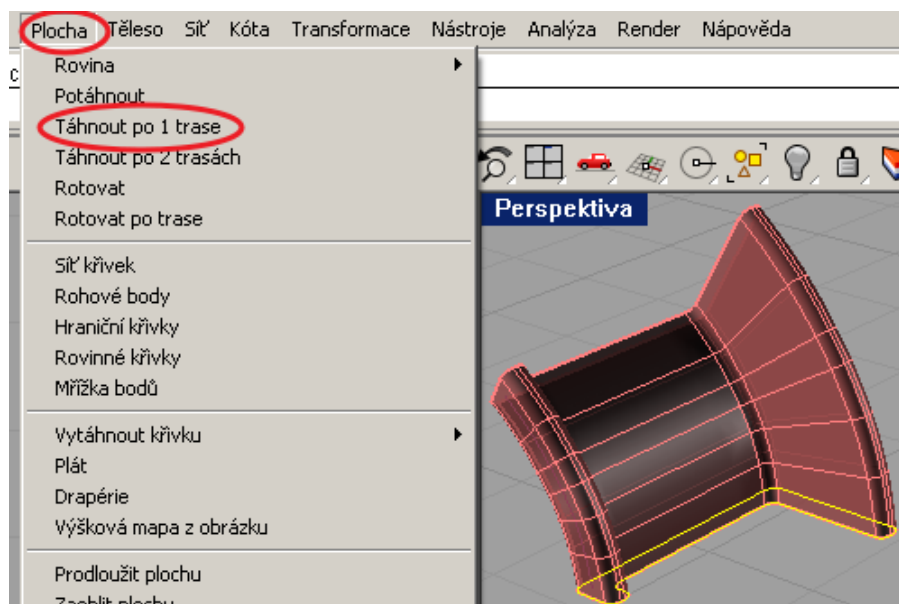 Plocha Těleso Síť Kóta Transformace Nástroje Analýza Render Nápověda
Rovina
Potáhnout
Táhnout po 1 trase
Táhnout po 2 trasách
Rotovat
Rotovat po trase
Síť křivek
Rohové body
Hraniční křivky
Rovinné křivky
Mřížka bodů
Vytáhnout křivku
Plát
Drapérie
Výšková mapa z obrázku
Prodloužit plochu
Zaoblit plochu
Perspektiva